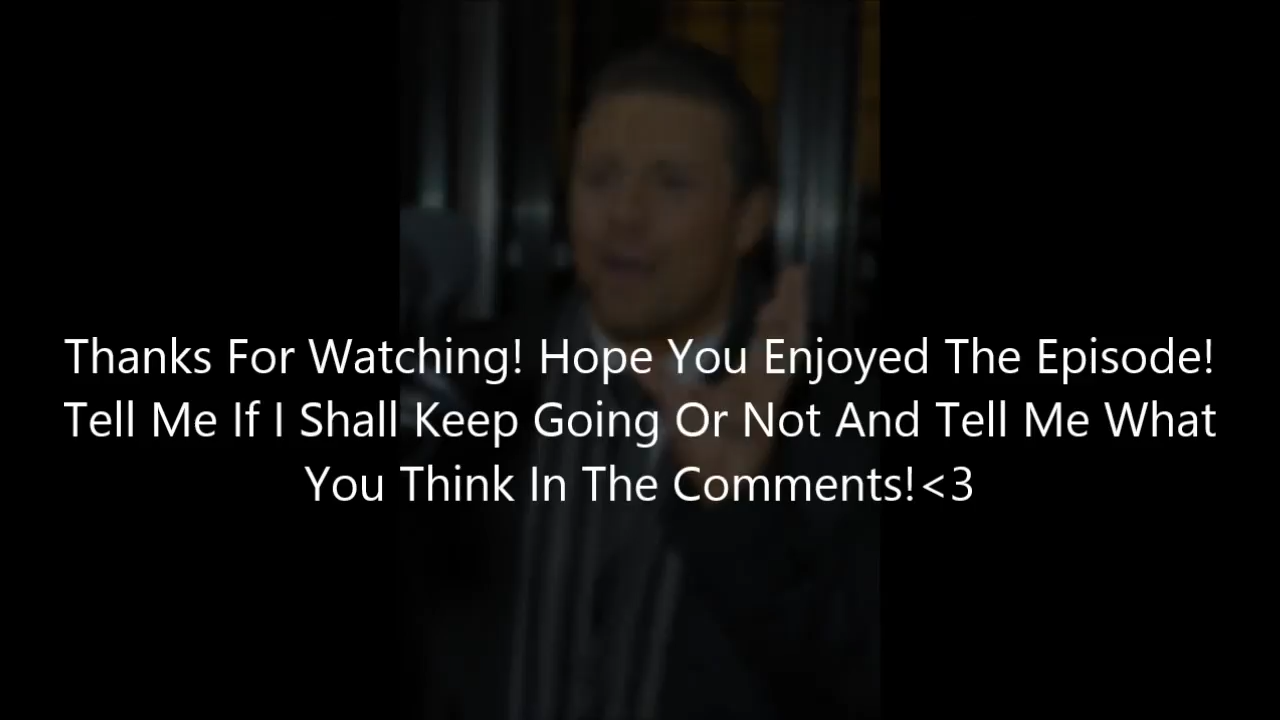 Thanks For Watching! Hope You Enjoyed The Episode!
Tell Me If I Shall Keep Going Or Not And Tell Me What
You Think In The Comments!<3